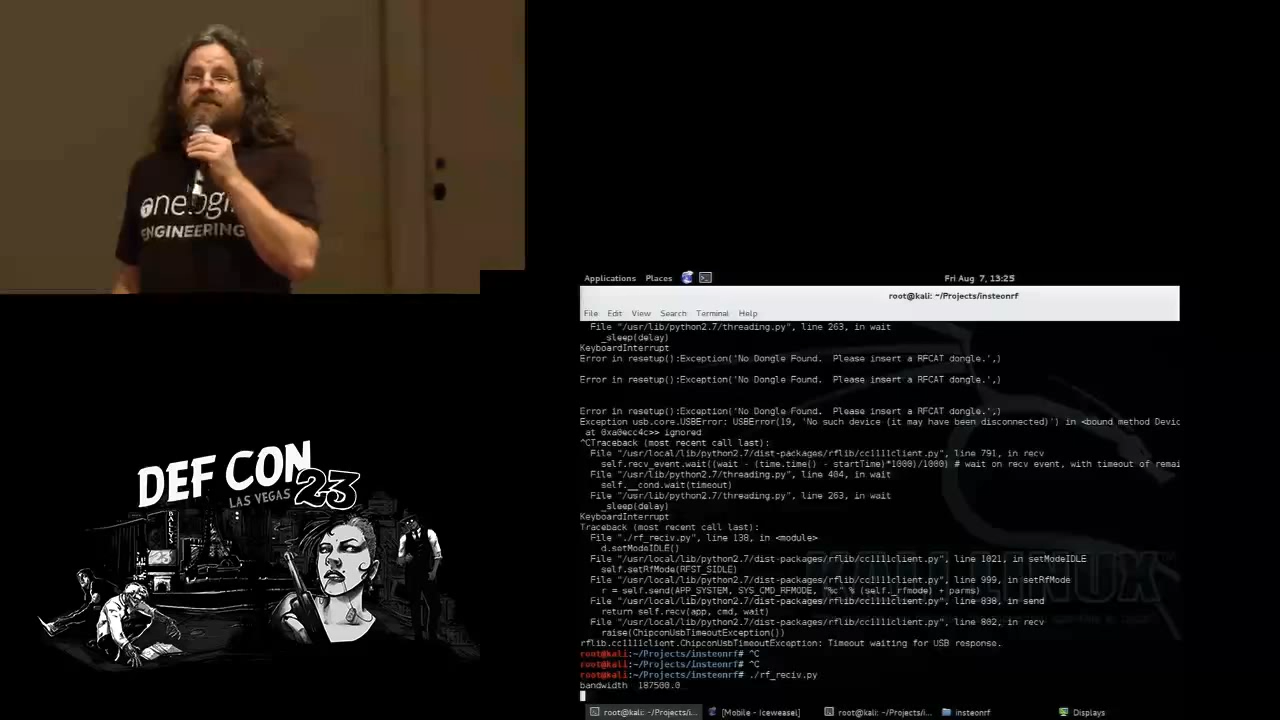 onelogin
ENGINEERING
DEF CON
LAS VEGAS 23
BALLY'S
Applications Places Fri Aug 7, 13:25
root@kali: ~/Projects/insteonrf
File Edit View Search Terminal Help
File "/usr/lib/python2.7/threading.py", line 263, in wait
_sleep(delay)
KeyboardInterrupt
Error in resetup():Exception('No Dongle Found.  Please insert a RFCAT dongle.',)
Error in resetup():Exception('No Dongle Found.  Please insert a RFCAT dongle.',)
Error in resetup():Exception('No Dongle Found.  Please insert a RFCAT dongle.',)
Exception usb.core.USBError: USBError(19, 'No such device (it may have been disconnected)') in <bound method Devic
at 0xa0ecc4c>> ignored
^CTraceback (most recent call last):
File "/usr/local/lib/python2.7/dist-packages/rflib/cc1111client.py", line 791, in recv
self.recv_event.wait((wait - (time.time() - startTime)*1000)/1000) # wait on recv event, with timeout of remai
File "/usr/lib/python2.7/threading.py", line 404, in wait
self.__cond.wait(timeout)
File "/usr/lib/python2.7/threading.py", line 263, in wait
_sleep(delay)
KeyboardInterrupt
Traceback (most recent call last):
File "./rf_reciv.py", line 138, in <module>
d.setModeIDLE()
File "/usr/local/lib/python2.7/dist-packages/rflib/cc1111client.py", line 1021, in setModeIDLE
self.setRfMode(RFST_SIDLE)
File "/usr/local/lib/python2.7/dist-packages/rflib/cc1111client.py", line 999, in setRfMode
r = self.send(APP_SYSTEM, SYS_CMD_RFMODE, "%c" % (self._rfmode) + parms)
File "/usr/local/lib/python2.7/dist-packages/rflib/cc1111client.py", line 838, in send
return self.recv(app, cmd, wait)
File "/usr/local/lib/python2.7/dist-packages/rflib/cc1111client.py", line 802, in recv
raise(ChipconUsbTimeoutException())
rflib.cc1111client.ChipconUsbTimeoutException: Timeout waiting for USB response.
root@kali:~/Projects/insteonrf# ^C
root@kali:~/Projects/insteonrf# ^C
root@kali:~/Projects/insteonrf# ./rf_reciv.py
bandwidth  187500.0
root@kali: ~/Projects/i... [Mobile - Iceweasel] root@kali: ~/Projects/i... insteonrf Displays